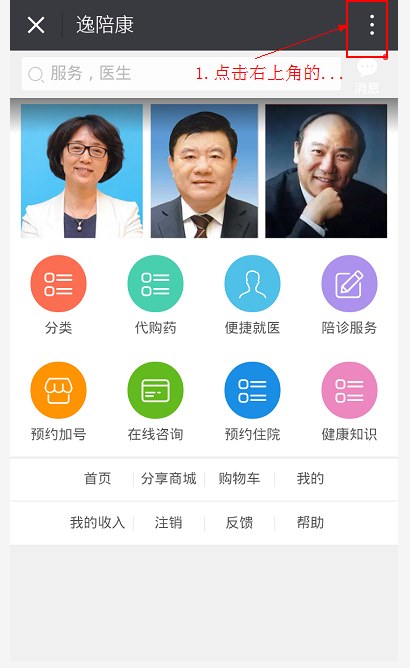 逸陪康
服务，医生
1. 点击右上角的...
消息
分类 代购药 便捷就医 陪诊服务
预约加号 在线咨询 预约住院 健康知识
首页 分享商城 购物车 我的
我的收入 注销 反馈 帮助